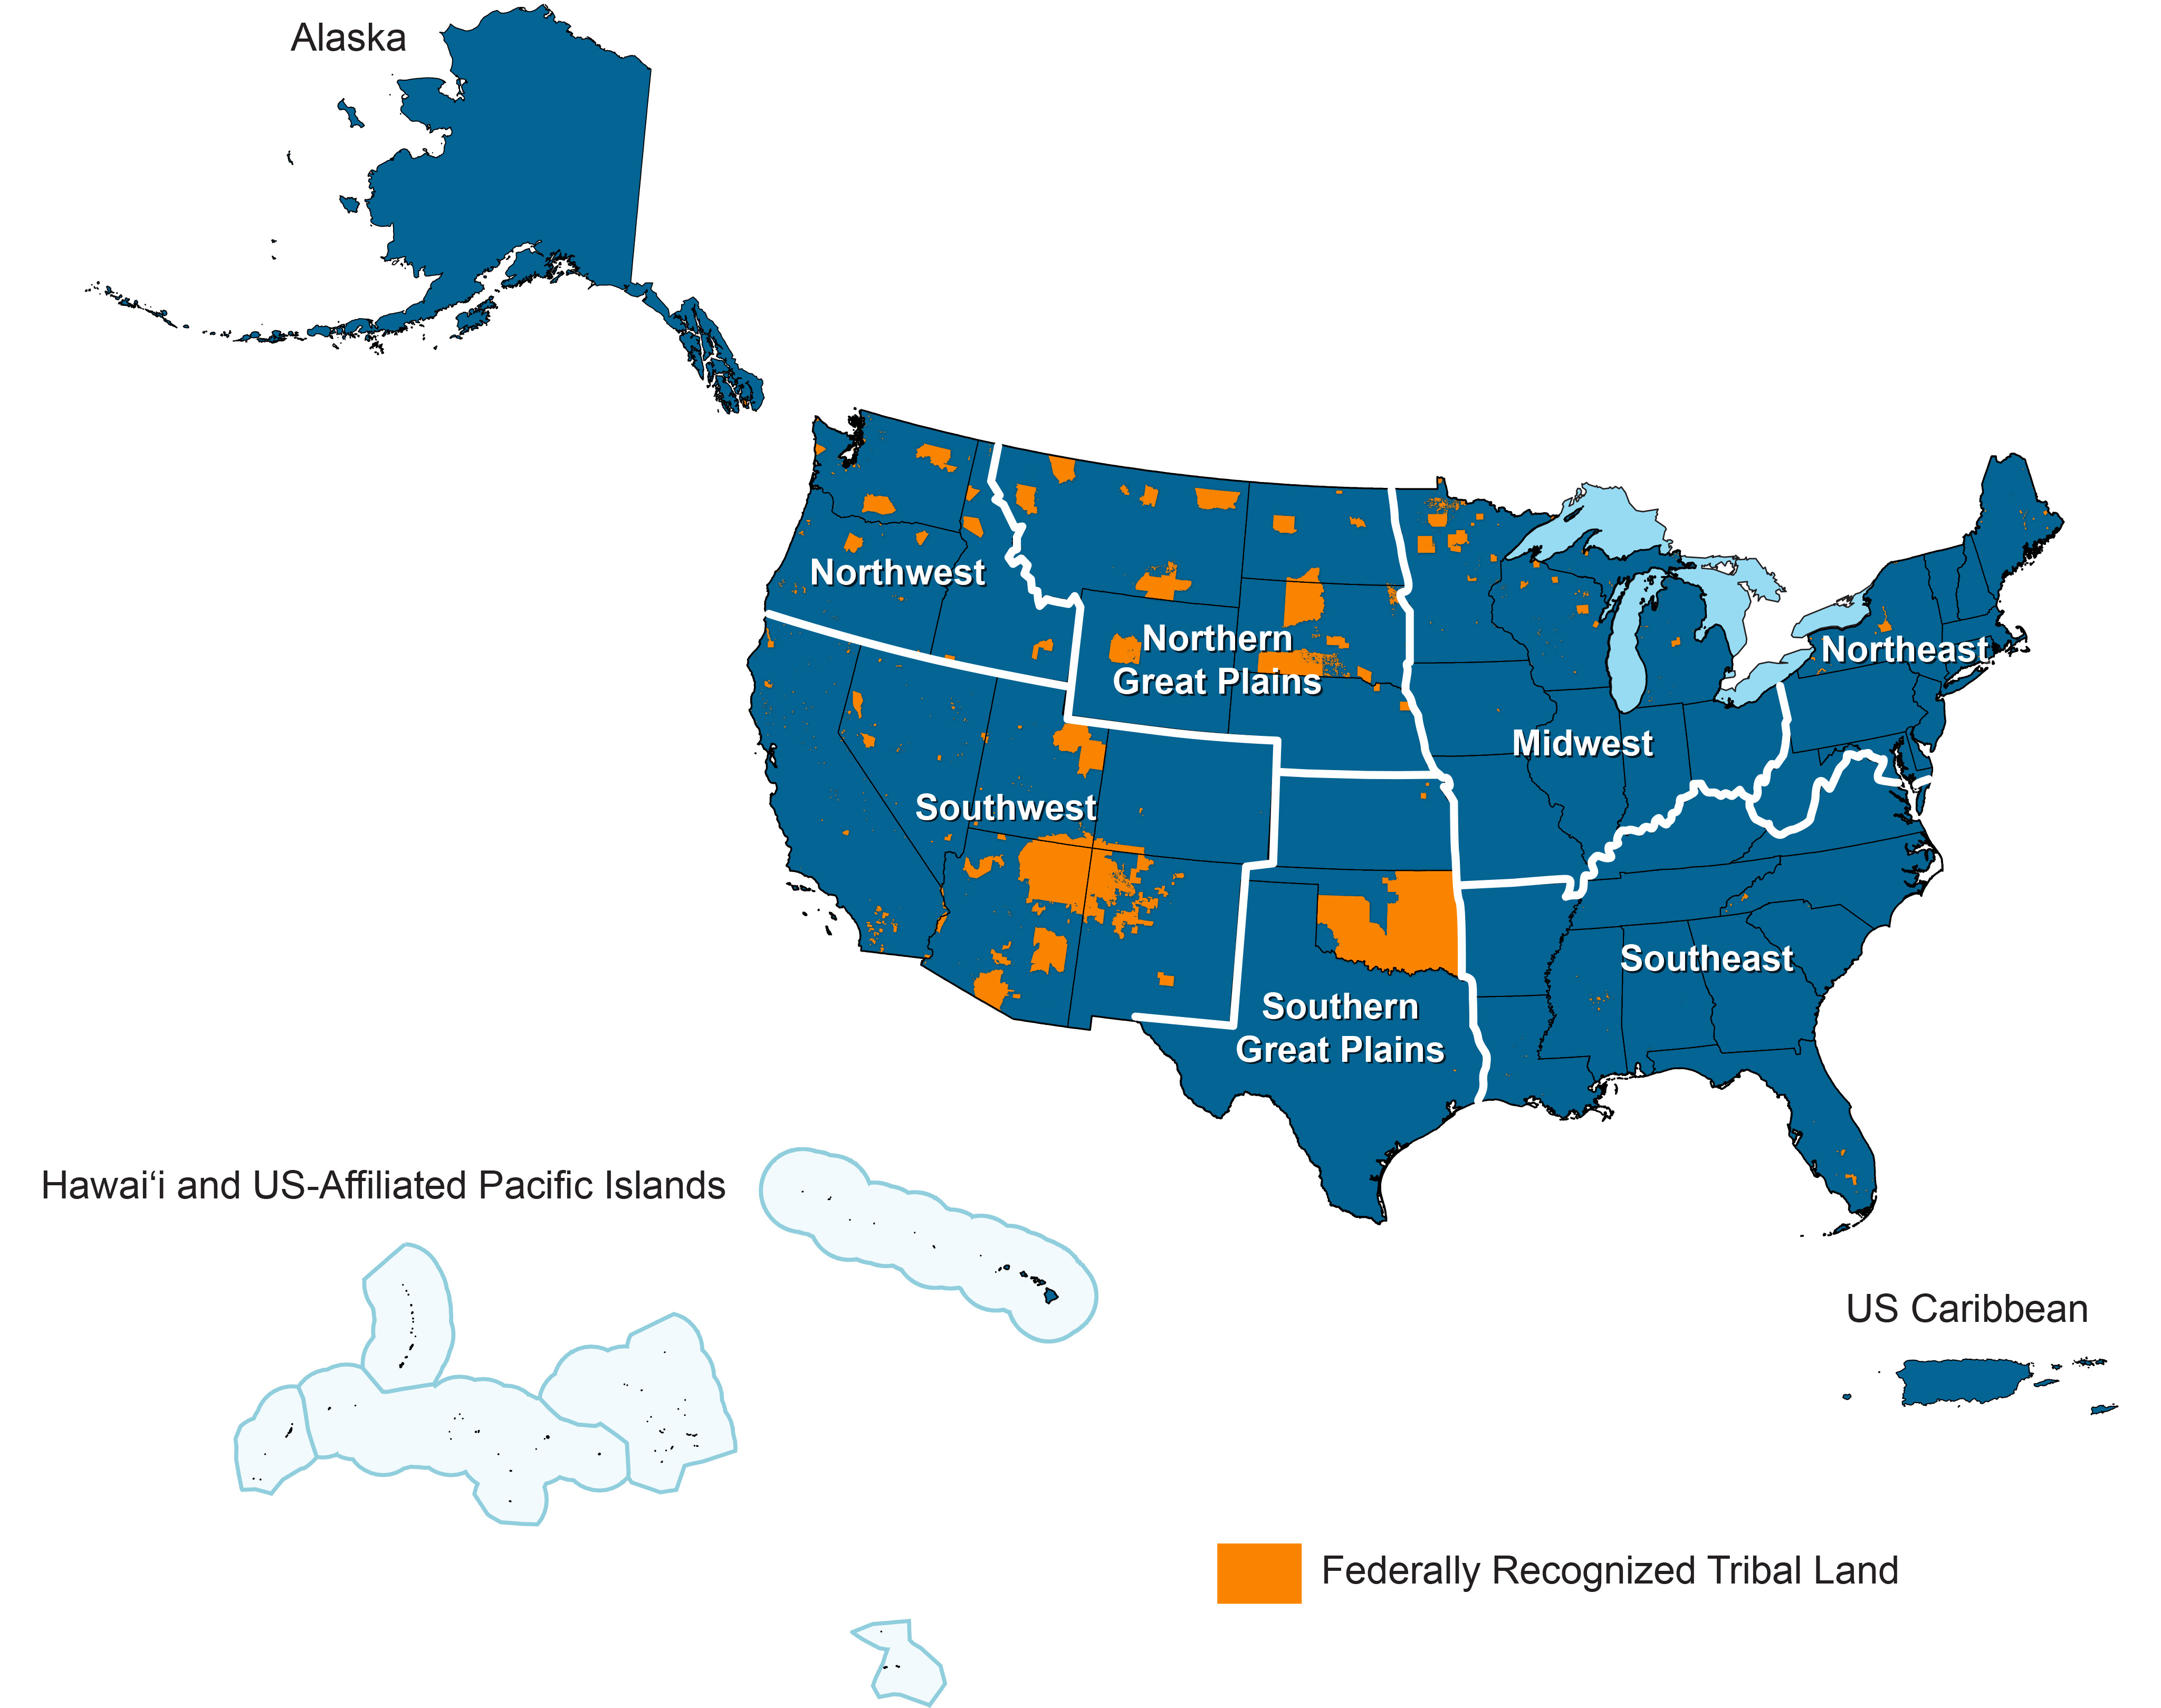 Alaska
Northwest
Northern
Great Plains
Northeast
Midwest
Southwest
Southeast
Southern
Great Plains
Hawai‘i and US-Affiliated Pacific Islands
US Caribbean
Federally Recognized Tribal Land